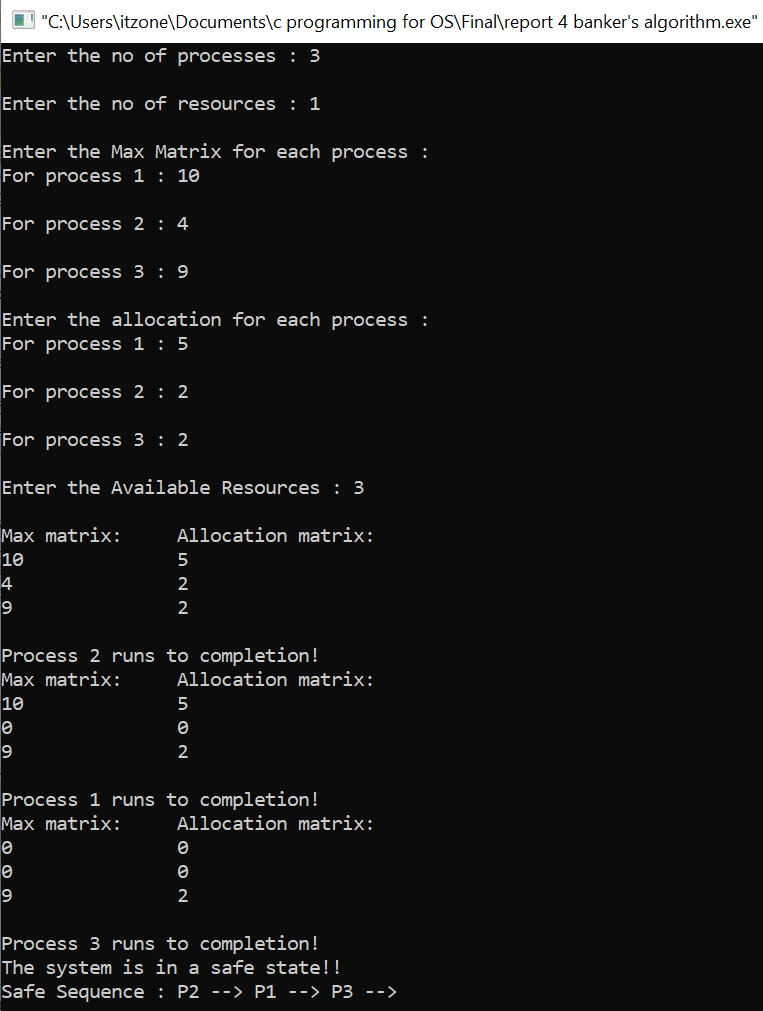 "C:\Users\itzone\Documents\c programming for OS\Final\report 4 banker's algorithm.exe"
Enter the no of processes : 3
Enter the no of resources : 1
Enter the Max Matrix for each process :
For process 1 : 10
For process 2 : 4
For process 3 : 9
Enter the allocation for each process :
For process 1 : 5
For process 2 : 2
For process 3 : 2
Enter the Available Resources : 3
Max matrix:     Allocation matrix:
10              5
4               2
9               2
Process 2 runs to completion!
Max matrix:     Allocation matrix:
10              5
0               0
9               2
Process 1 runs to completion!
Max matrix:     Allocation matrix:
0               0
0               0
9               2
Process 3 runs to completion!
The system is in a safe state!!
Safe Sequence : P2 --> P1 --> P3 -->